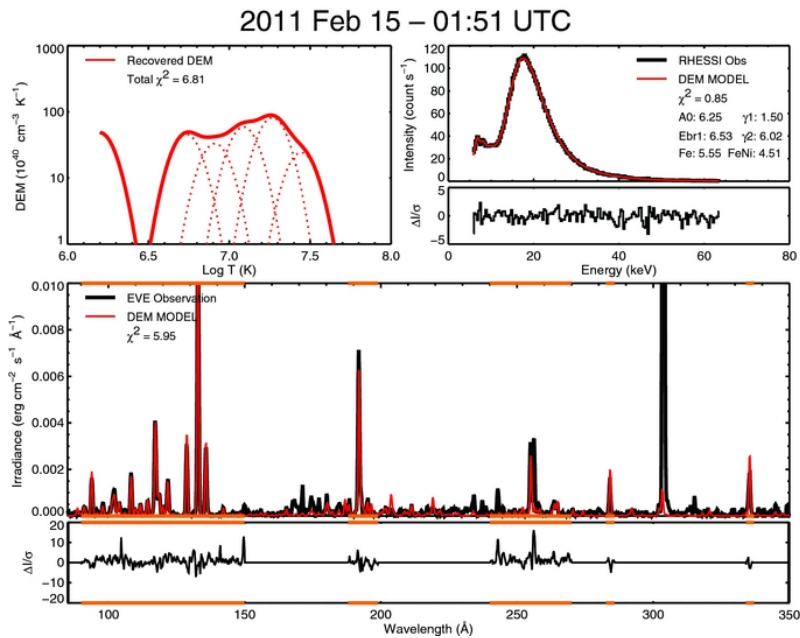 2011 Feb 15 – 01:51 UTC
1000
100
10
1
DEM (10⁴⁰ cm⁻³ K⁻¹)
Recovered DEM
Total χ² = 6.81
6.0 6.5 7.0 7.5 8.0
Log T (K)
120
100
80
60
40
20
0
Intensity (count s⁻¹)
RHESSI Obs
DEM MODEL
χ² = 0.85
A0: 6.25 γ1: 1.50
Ebr1: 6.53 γ2: 6.02
Fe: 5.55 FeNi: 4.51
5
0
−5
ΔI/σ
0 20 40 60 80
Energy (keV)
0.010
0.008
0.006
0.004
0.002
0.000
Irradiance (erg cm⁻² s⁻¹ Å⁻¹)
EVE Observation
DEM MODEL
χ² = 5.95
20
10
0
−10
−20
ΔI/σ
100 150 200 250 300 350
Wavelength (Å)